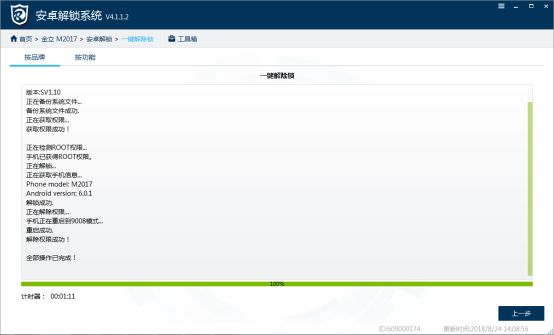 安卓解锁系统 V4.1.1.2
首页 > 金立 M2017 > 安卓解锁 > 一键解除锁 工具箱
按品牌 按功能
一键解除锁
版本:SV1.10
正在备份系统文件...
备份系统文件成功.
正在获取权限...
获取权限成功！
正在检测ROOT权限...
手机已获得ROOT权限。
正在解锁...
正在获取手机信息...
Phone model: M2017
Android version: 6.0.1
解锁成功.
正在解除权限...
手机正在重启到9008模式...
重启成功.
解除权限成功！
全部操作已完成！
100%
计时器： 00:01:11
上一步
ID:609000174 更新时间:2018/8/24 14:08:56